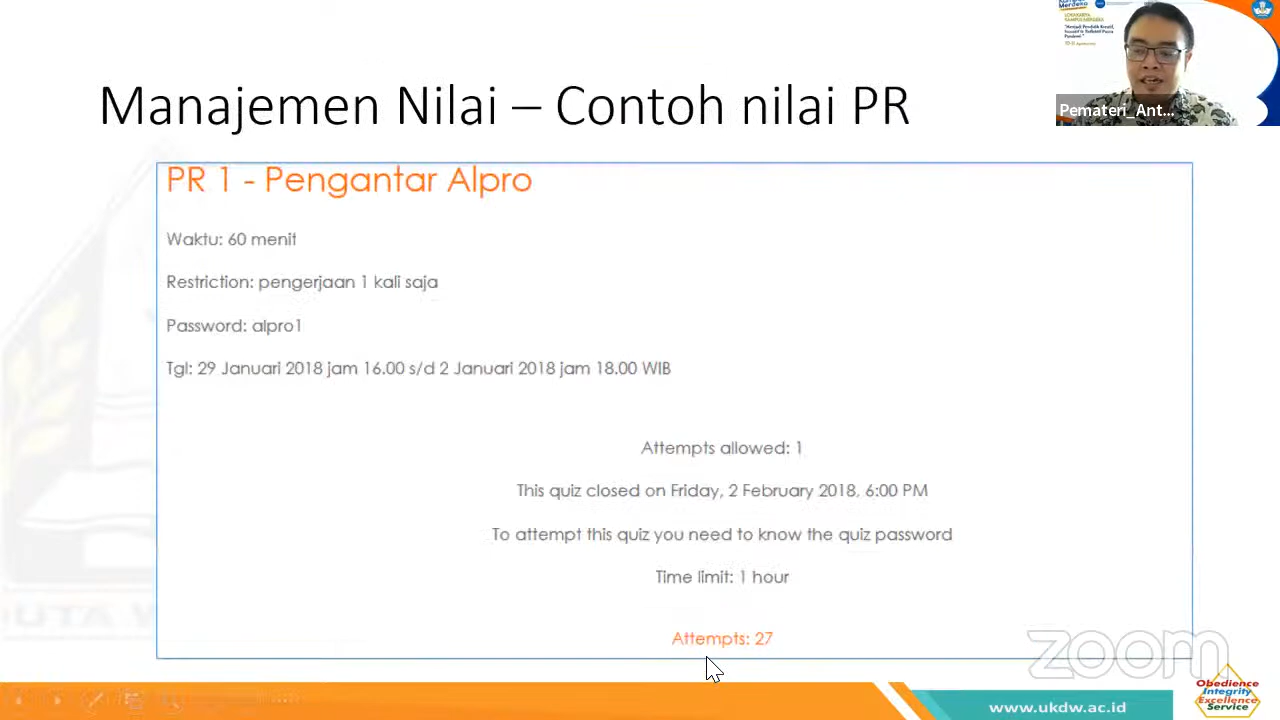 Manajemen Nilai – Contoh nilai PR
Pemateri_Ant...
PR 1 - Pengantar Alpro
Waktu: 60 menit
Restriction: pengerjaan 1 kali saja
Password: alpro1
Tgl: 29 Januari 2018 jam 16.00 s/d 2 Januari 2018 jam 18.00 WIB
Attempts allowed: 1
This quiz closed on Friday, 2 February 2018, 6:00 PM
To attempt this quiz you need to know the quiz password
Time limit: 1 hour
Attempts: 27
zoom
www.ukdw.ac.id
Obedience
Integrity
Excellence
Service